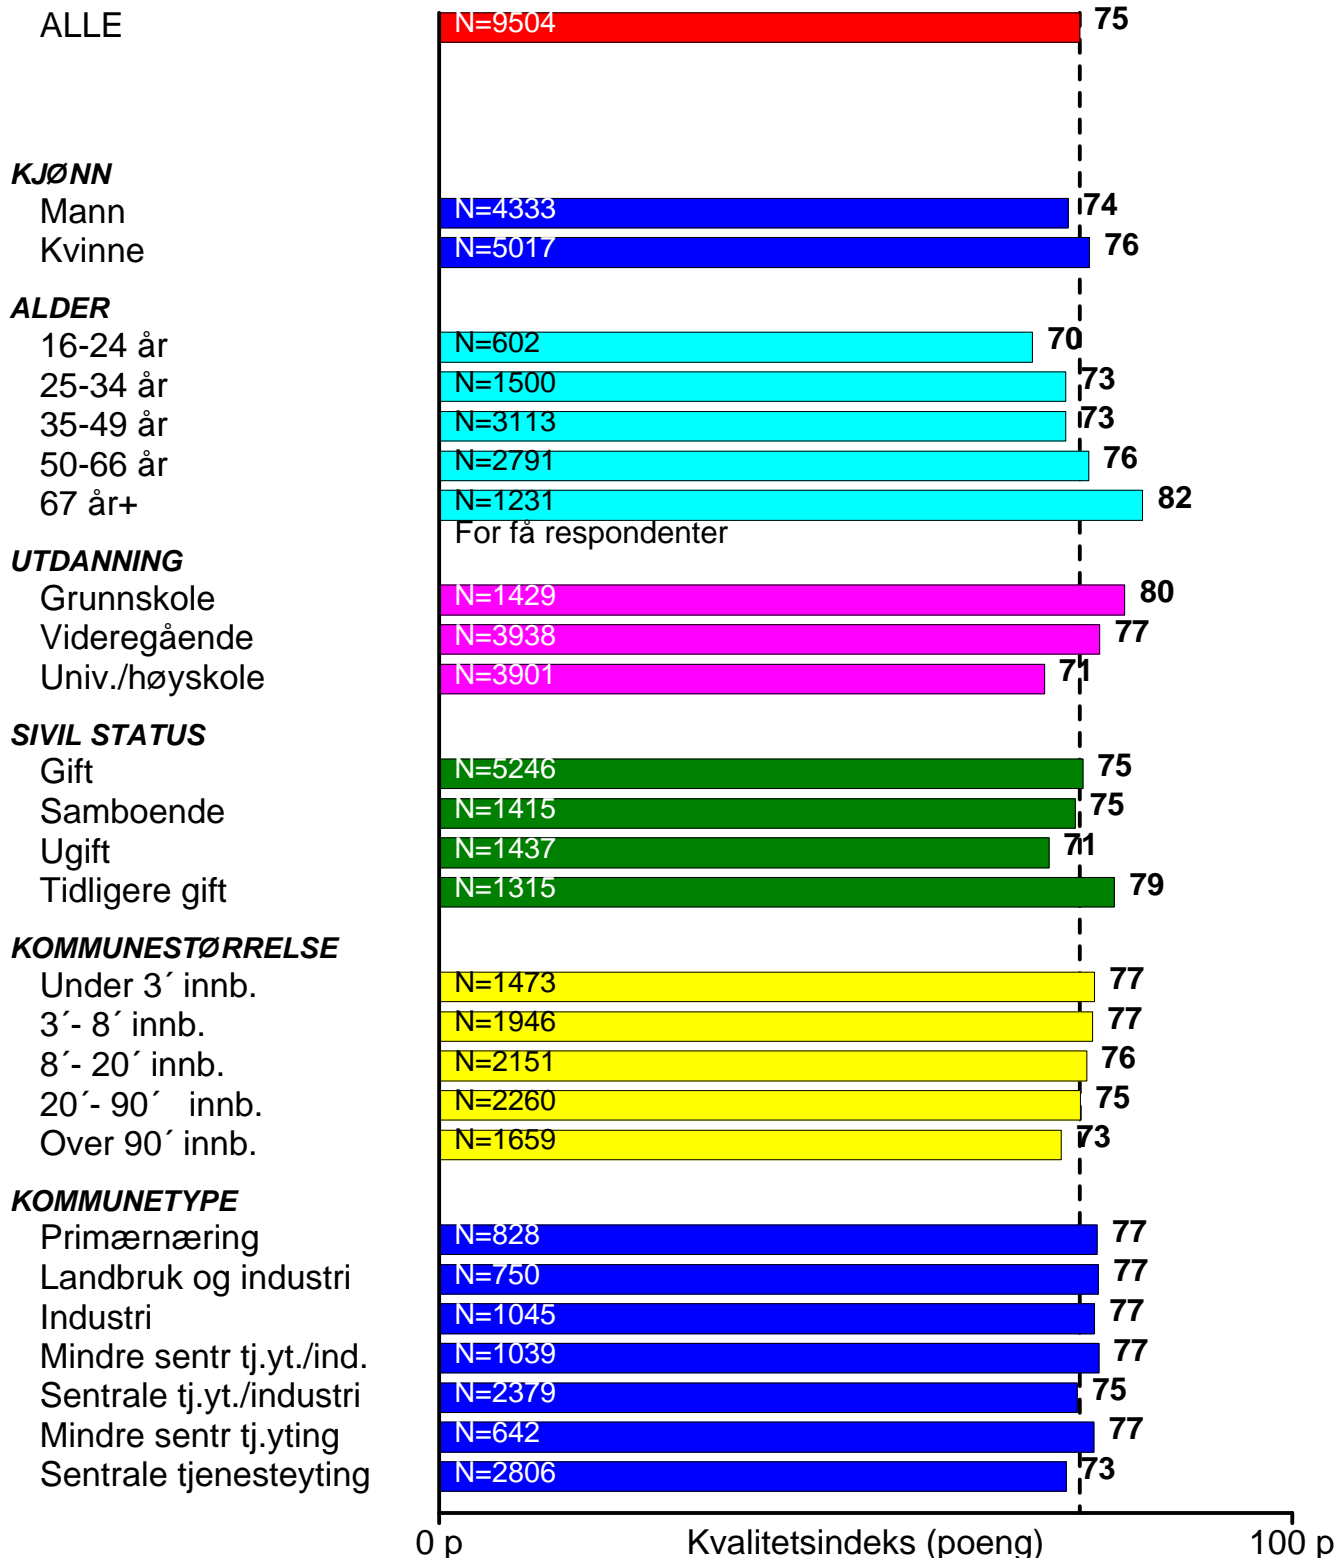 ALLE N=9504 75
KJØNN
Mann N=4333 74
Kvinne N=5017 76
ALDER
16-24 år N=602 70
25-34 år N=1500 73
35-49 år N=3113 73
50-66 år N=2791 76
67 år+ N=1231 82
For få respondenter
UTDANNING
Grunnskole N=1429 80
Videregående N=3938 77
Univ./høyskole N=3901 71
SIVIL STATUS
Gift N=5246 75
Samboende N=1415 75
Ugift N=1437 71
Tidligere gift N=1315 79
KOMMUNESTØRRELSE
Under 3´ innb. N=1473 77
3´- 8´ innb. N=1946 77
8´- 20´ innb. N=2151 76
20´- 90´ innb. N=2260 75
Over 90´ innb. N=1659 73
KOMMUNETYPE
Primærnæring N=828 77
Landbruk og industri N=750 77
Industri N=1045 77
Mindre sentr tj.yt./ind. N=1039 77
Sentrale tj.yt./industri N=2379 75
Mindre sentr tj.yting N=642 77
Sentrale tjenesteyting N=2806 73
0 p Kvalitetsindeks (poeng) 100 p